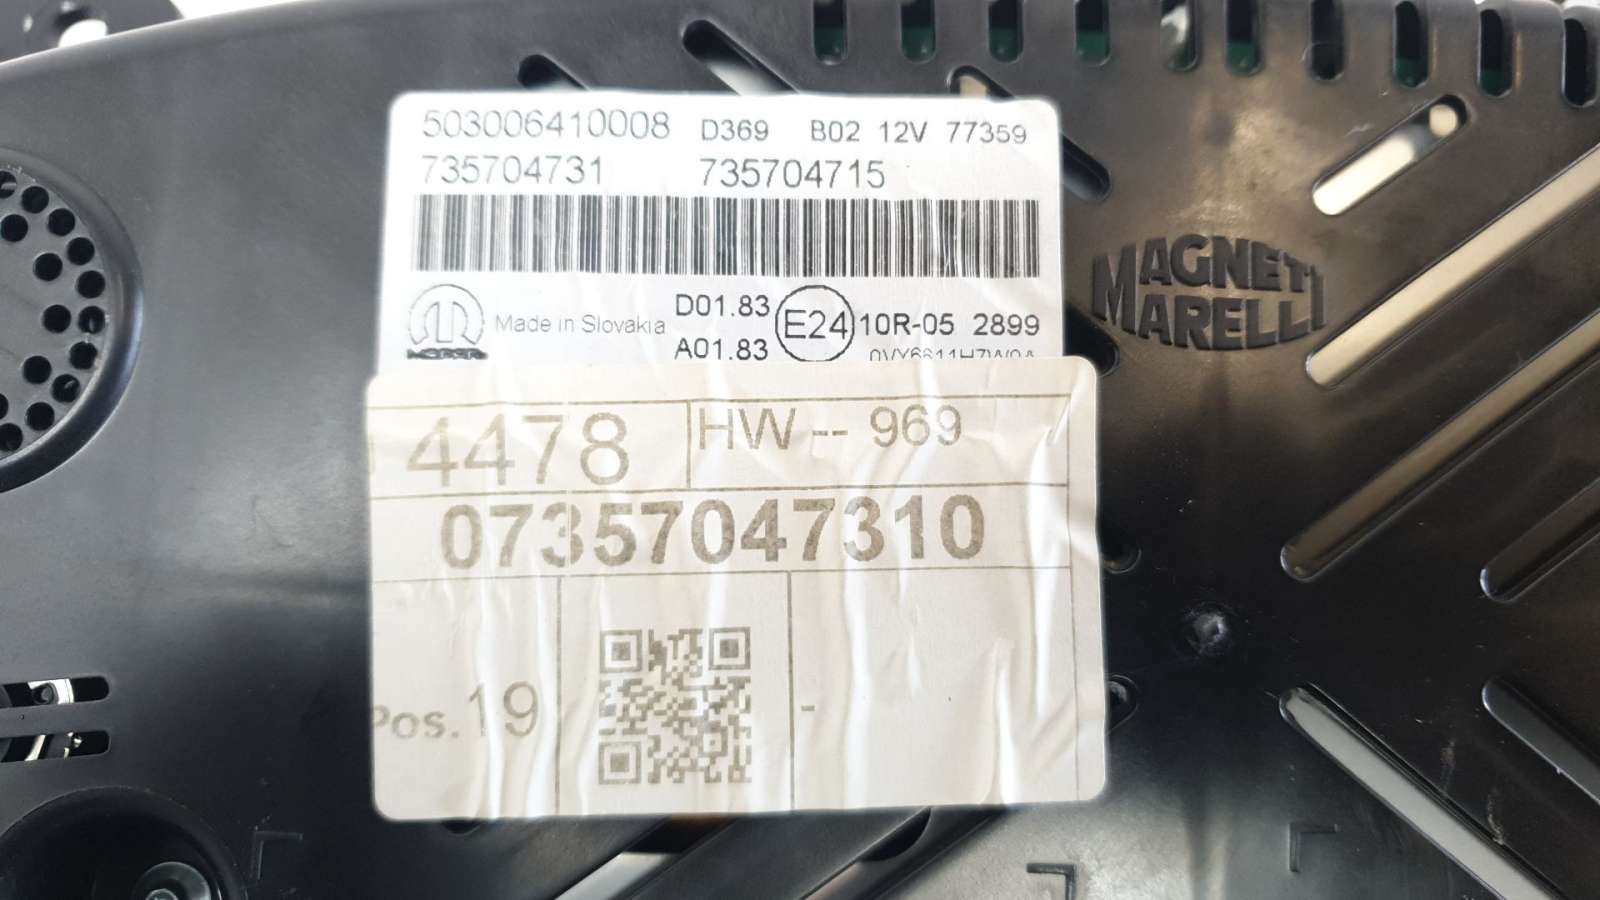 503006410008 D369 B02 12V 77359
735704731 735704715
Made in Slovakia D01.83 E24 10R-05 2899
A01.83
MAGNETI
MARELLI
4478 HW -- 969
07357047310
Pos. 19 -